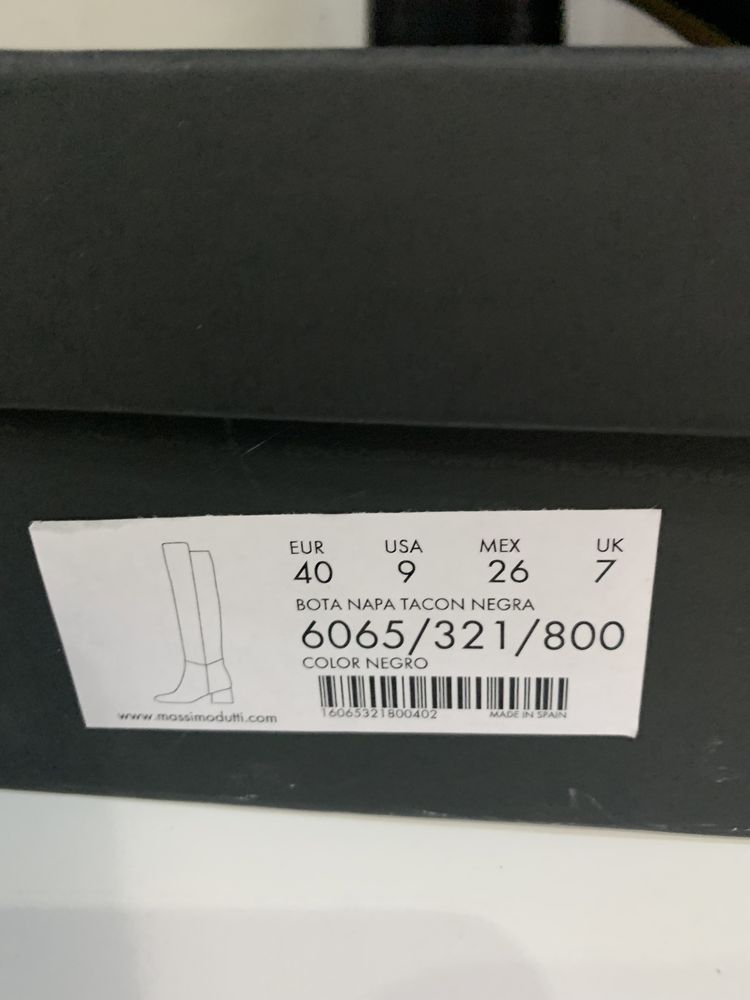 EUR USA MEX UK
40 9 26 7
BOTA NAPA TACON NEGRA
6065/321/800
COLOR NEGRO
16065321800402 MADE IN SPAIN
www.massimodutti.com